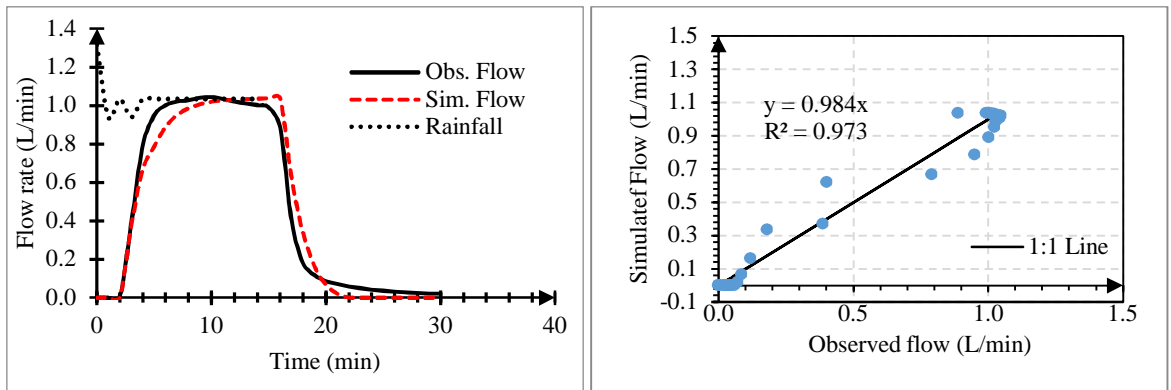 1.4
1.2
1.0
0.8
0.6
0.4
0.2
0.0
Flow rate (L/min)
Obs. Flow
Sim. Flow
Rainfall
0
10
20
30
40
Time (min)
1.5
1.3
1.1
0.9
0.7
0.5
0.3
0.1
-0.1
Simulatef Flow (L/min)
y = 0.984x
R² = 0.973
1:1 Line
0.0
0.5
1.0
1.5
Observed flow (L/min)